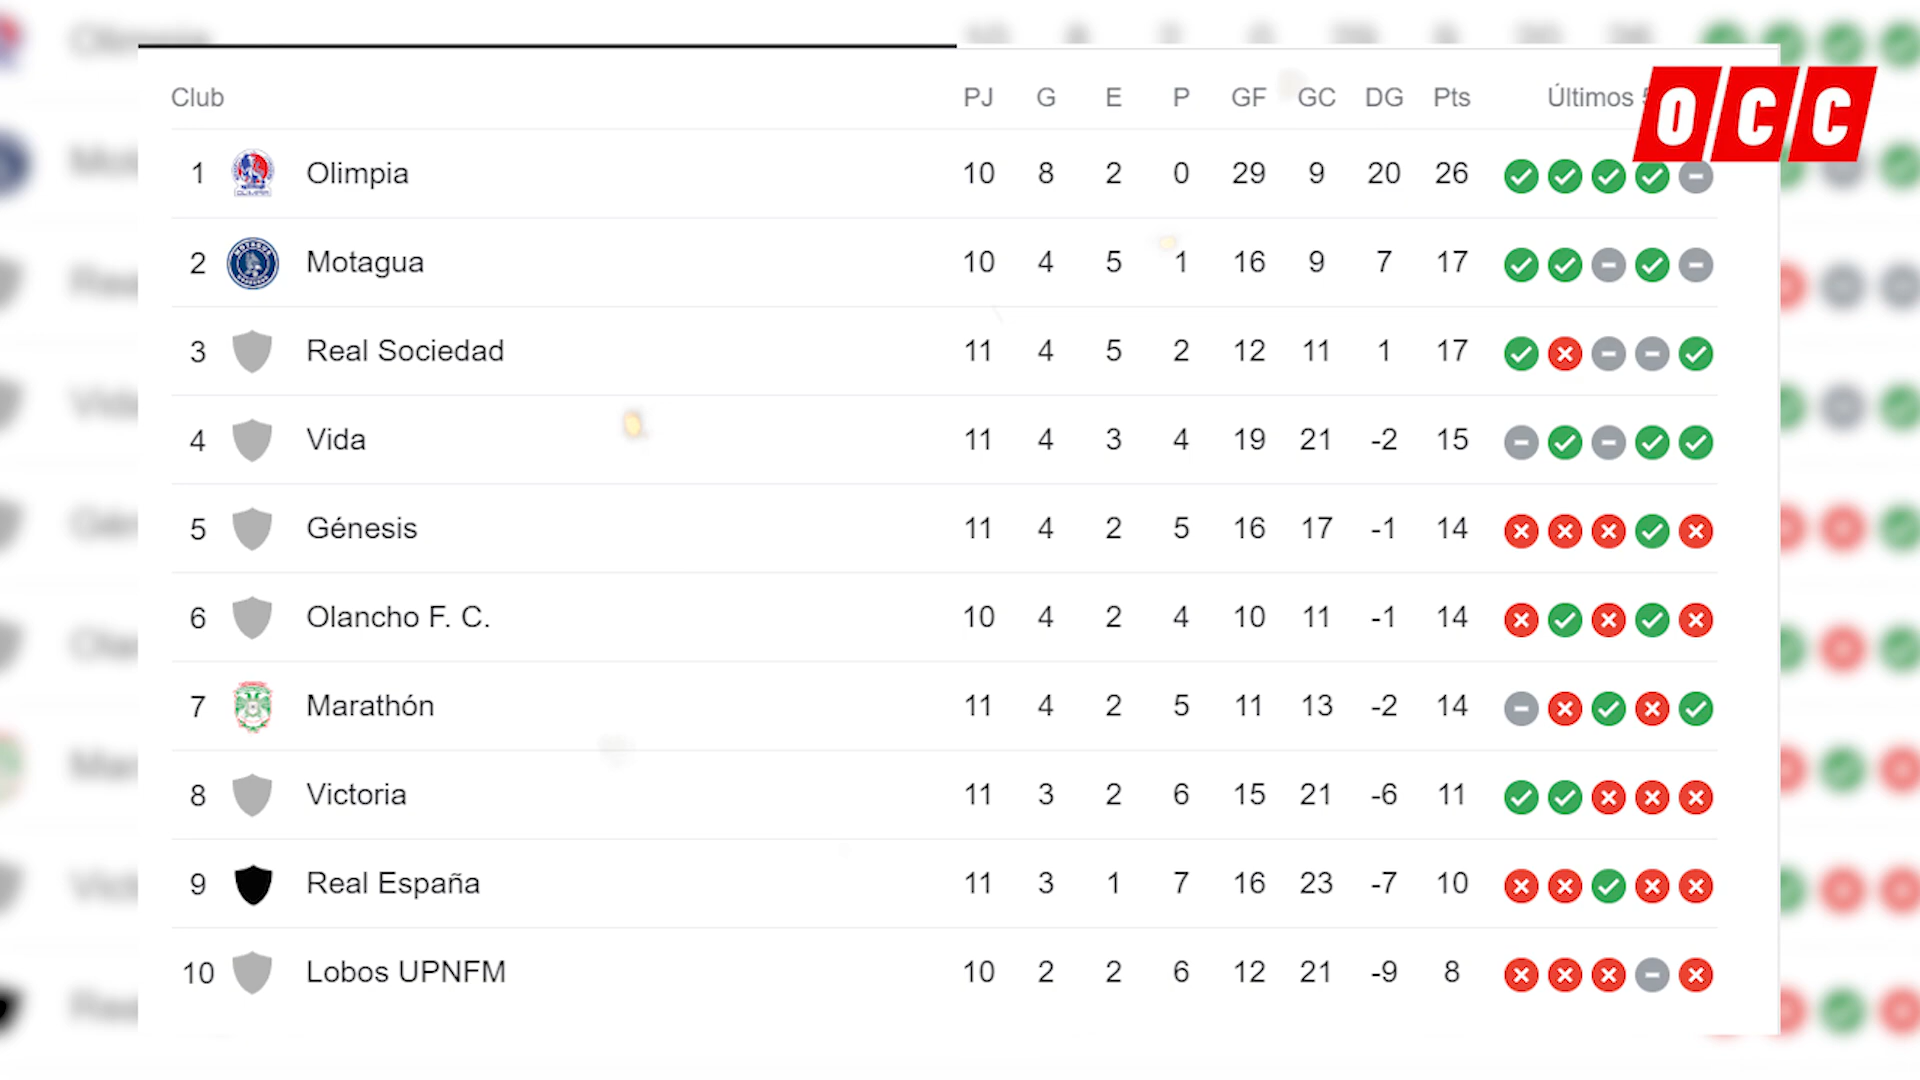 Club PJ G E P GF GC DG Pts Últimos 5
OCC
1 Olimpia 10 8 2 0 29 9 20 26
2 Motagua 10 4 5 1 16 9 7 17
3 Real Sociedad 11 4 5 2 12 11 1 17
4 Vida 11 4 3 4 19 21 -2 15
5 Génesis 11 4 2 5 16 17 -1 14
6 Olancho F. C. 10 4 2 4 10 11 -1 14
7 Marathón 11 4 2 5 11 13 -2 14
8 Victoria 11 3 2 6 15 21 -6 11
9 Real España 11 3 1 7 16 23 -7 10
10 Lobos UPNFM 10 2 2 6 12 21 -9 8